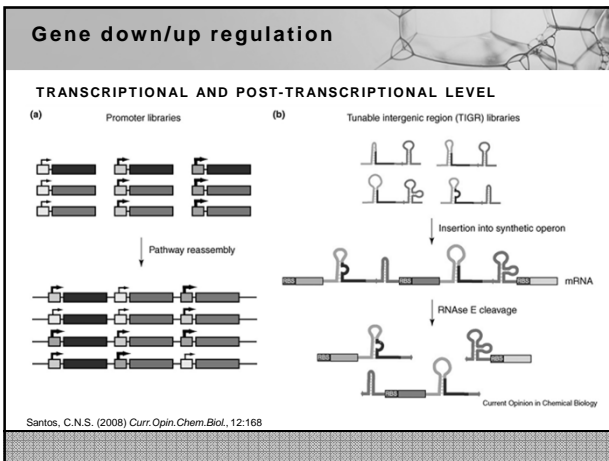 Gene down/up regulation
TRANSCRIPTIONAL AND POST-TRANSCRIPTIONAL LEVEL
(a)
Promoter libraries
Pathway reassembly
(b)
Tunable intergenic region (TIGR) libraries
Insertion into synthetic operon
RBS RBS RBS mRNA
RNAse E cleavage
RBS
RBS
RBS
Current Opinion in Chemical Biology
Santos, C.N.S. (2008) Curr.Opin.Chem.Biol., 12:168